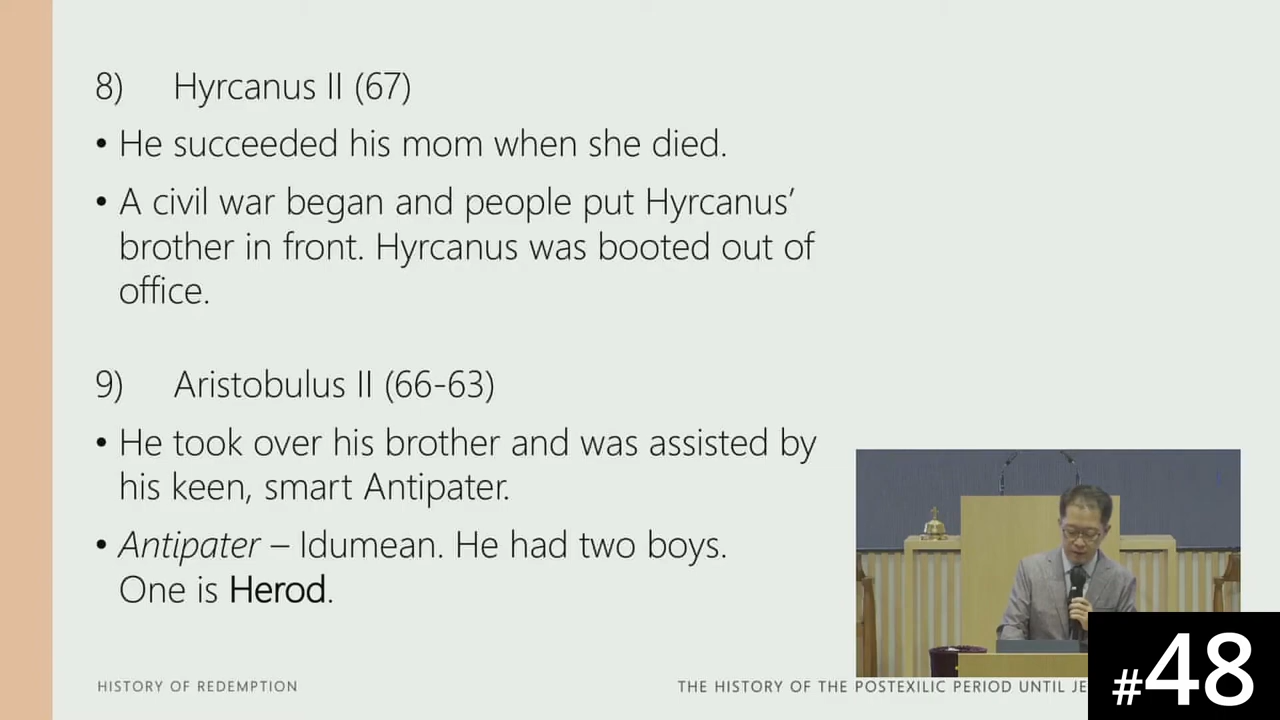 8) Hyrcanus II (67)
• He succeeded his mom when she died.
• A civil war began and people put Hyrcanus’
brother in front. Hyrcanus was booted out of
office.
9) Aristobulus II (66-63)
• He took over his brother and was assisted by
his keen, smart Antipater.
• Antipater – Idumean. He had two boys.
One is Herod.
HISTORY OF REDEMPTION
THE HISTORY OF THE POSTEXILIC PERIOD UNTIL JE
#48